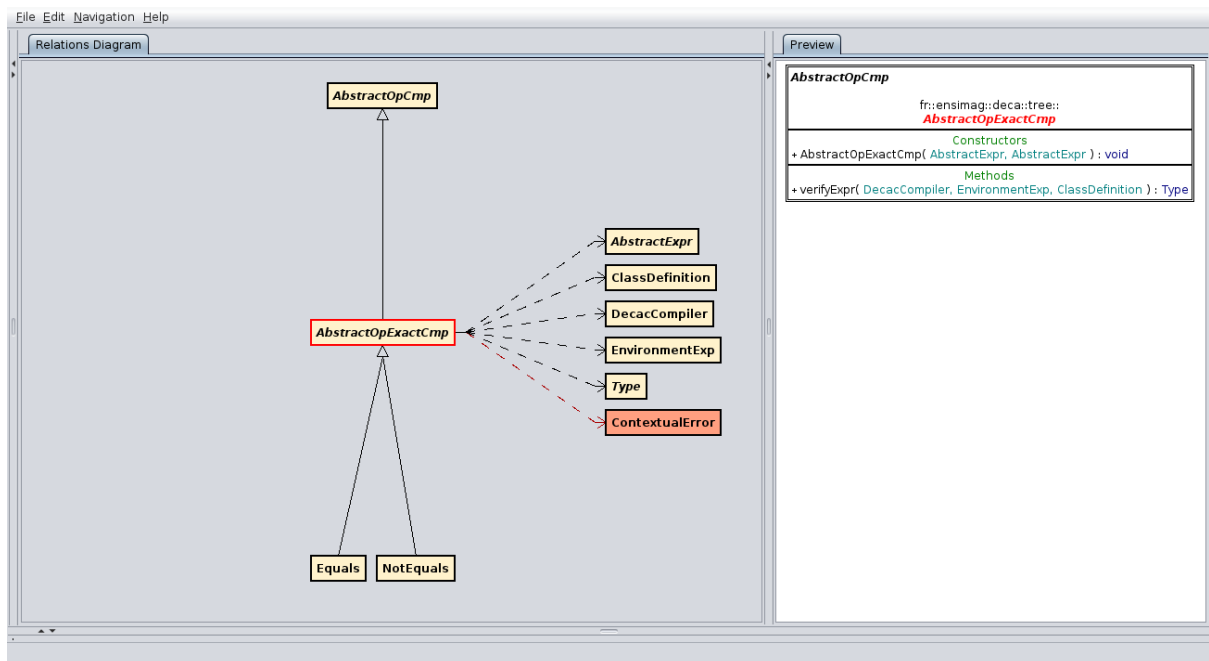 File Edit Navigation Help
Relations Diagram
AbstractOpCmp
AbstractExpr
ClassDefinition
DecacCompiler
AbstractOpExactCmp
EnvironmentExp
Type
ContextualError
Equals NotEquals
Preview
AbstractOpCmp
fr::ensimag::deca::tree::
AbstractOpExactCmp
Constructors
+ AbstractOpExactCmp( AbstractExpr, AbstractExpr ) : void
Methods
+ verifyExpr( DecacCompiler, EnvironmentExp, ClassDefinition ) : Type